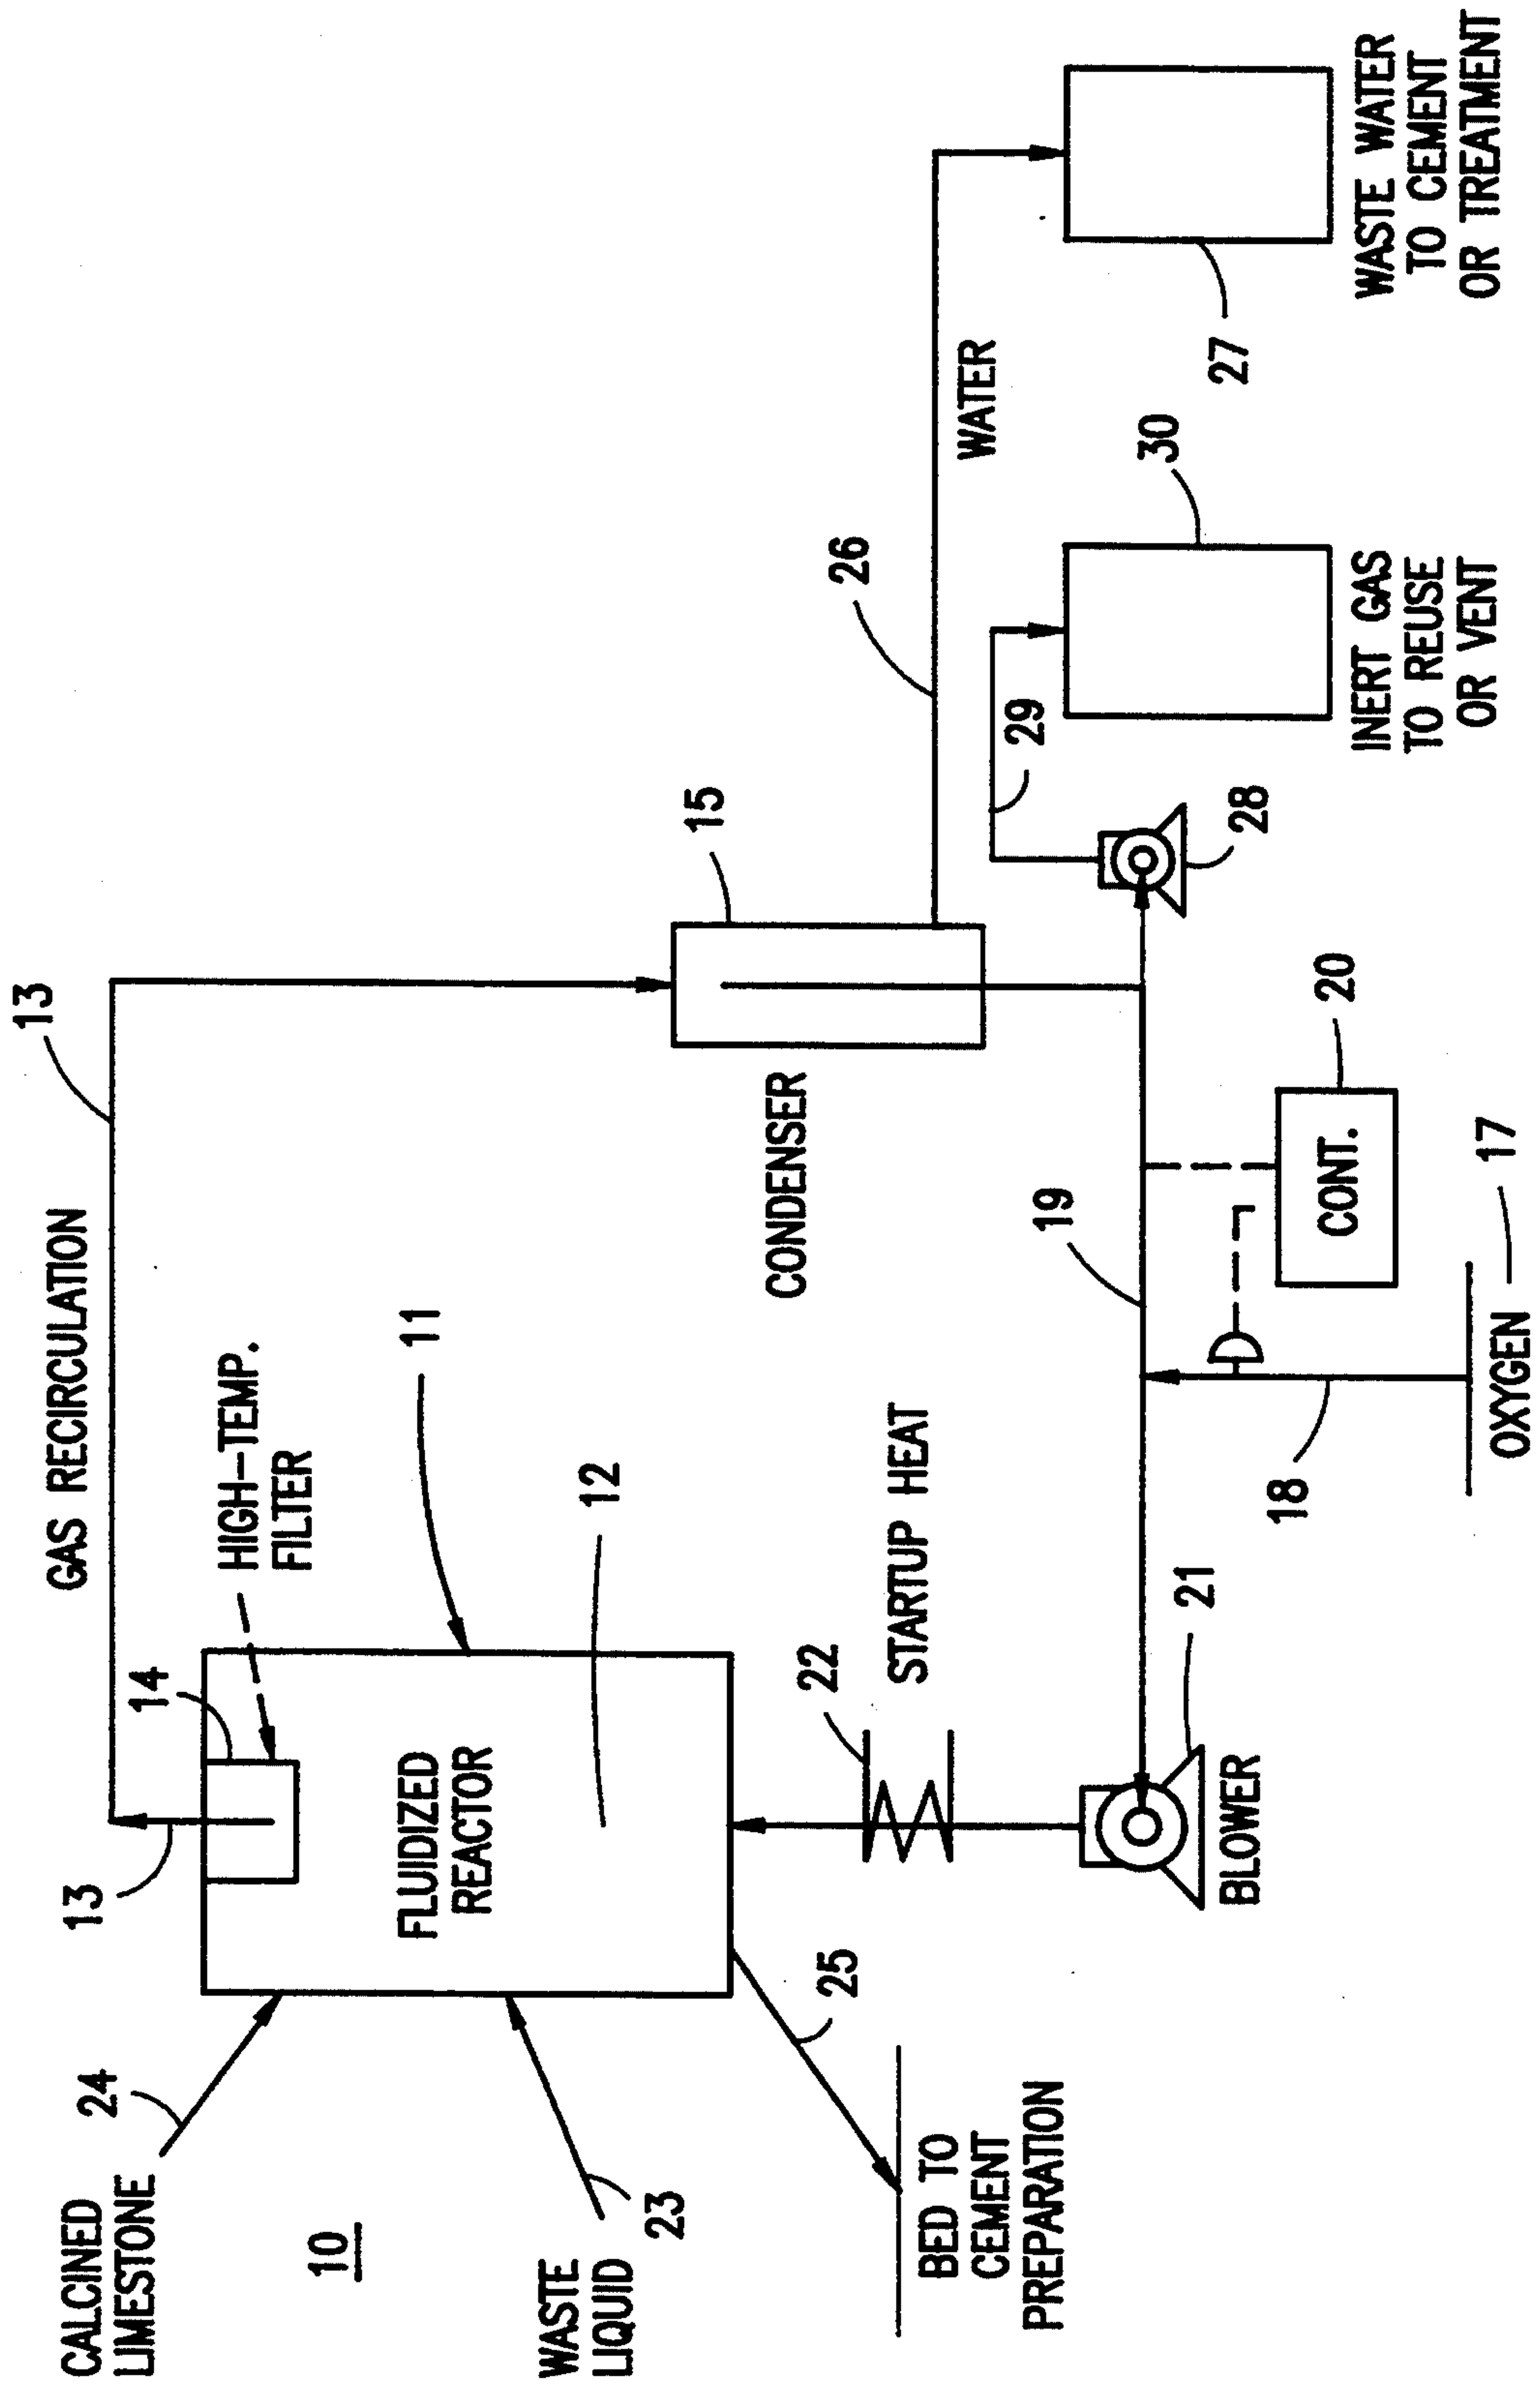 13
GAS RECIRCULATION
HIGH-TEMP.
FILTER
14
13
CALCINED
LIMESTONE
24
10
11
FLUIDIZED
REACTOR
12
WASTE
LIQUID
23
25
BED TO
CEMENT
PREPARATION
22
STARTUP HEAT
BLOWER
21
15
CONDENSER
26
WATER
19
18
OXYGEN
17
CONT.
20
28
29
30
INERT GAS
TO REUSE
OR VENT
27
WASTE WATER
TO CEMENT
OR TREATMENT